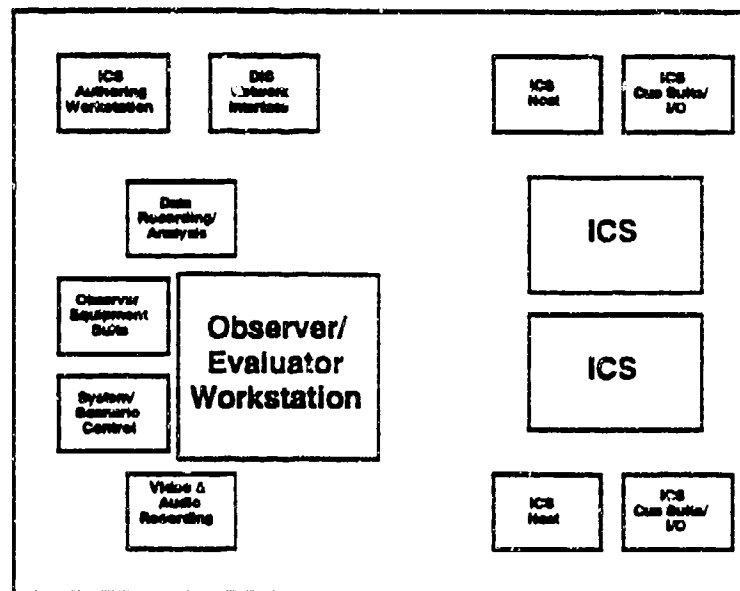 ICS
Authoring
Workstation
DIS
Network
Interface
ICS
Host
ICS
Cue Suite/
I/O
Data
Recording/
Analysis
ICS
Observer
Equipment
Suite
Observer/
Evaluator
Workstation
ICS
System/
Scenario
Control
Video &
Audio
Recording
ICS
Host
ICS
Cue Suite/
I/O